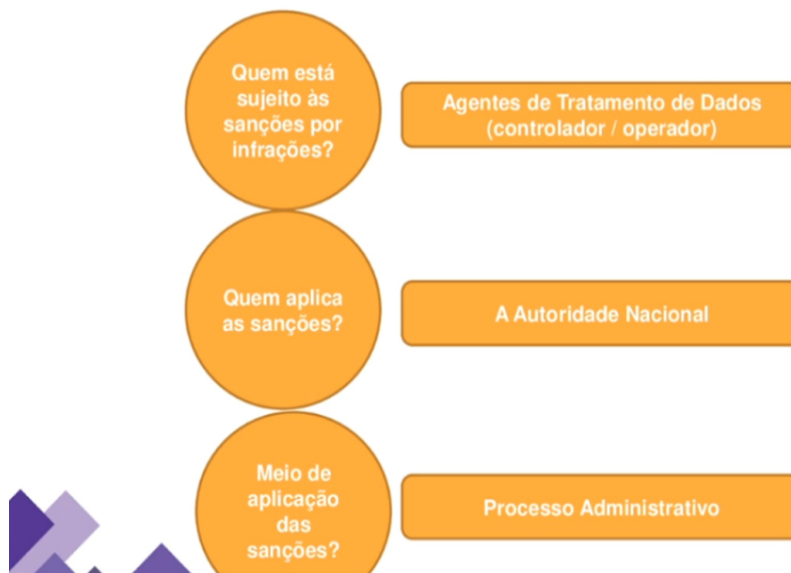 Quem está
sujeito às
sanções por
infrações?
Agentes de Tratamento de Dados
(controlador / operador)
Quem aplica
as sanções?
A Autoridade Nacional
Meio de
aplicação
das
sanções?
Processo Administrativo